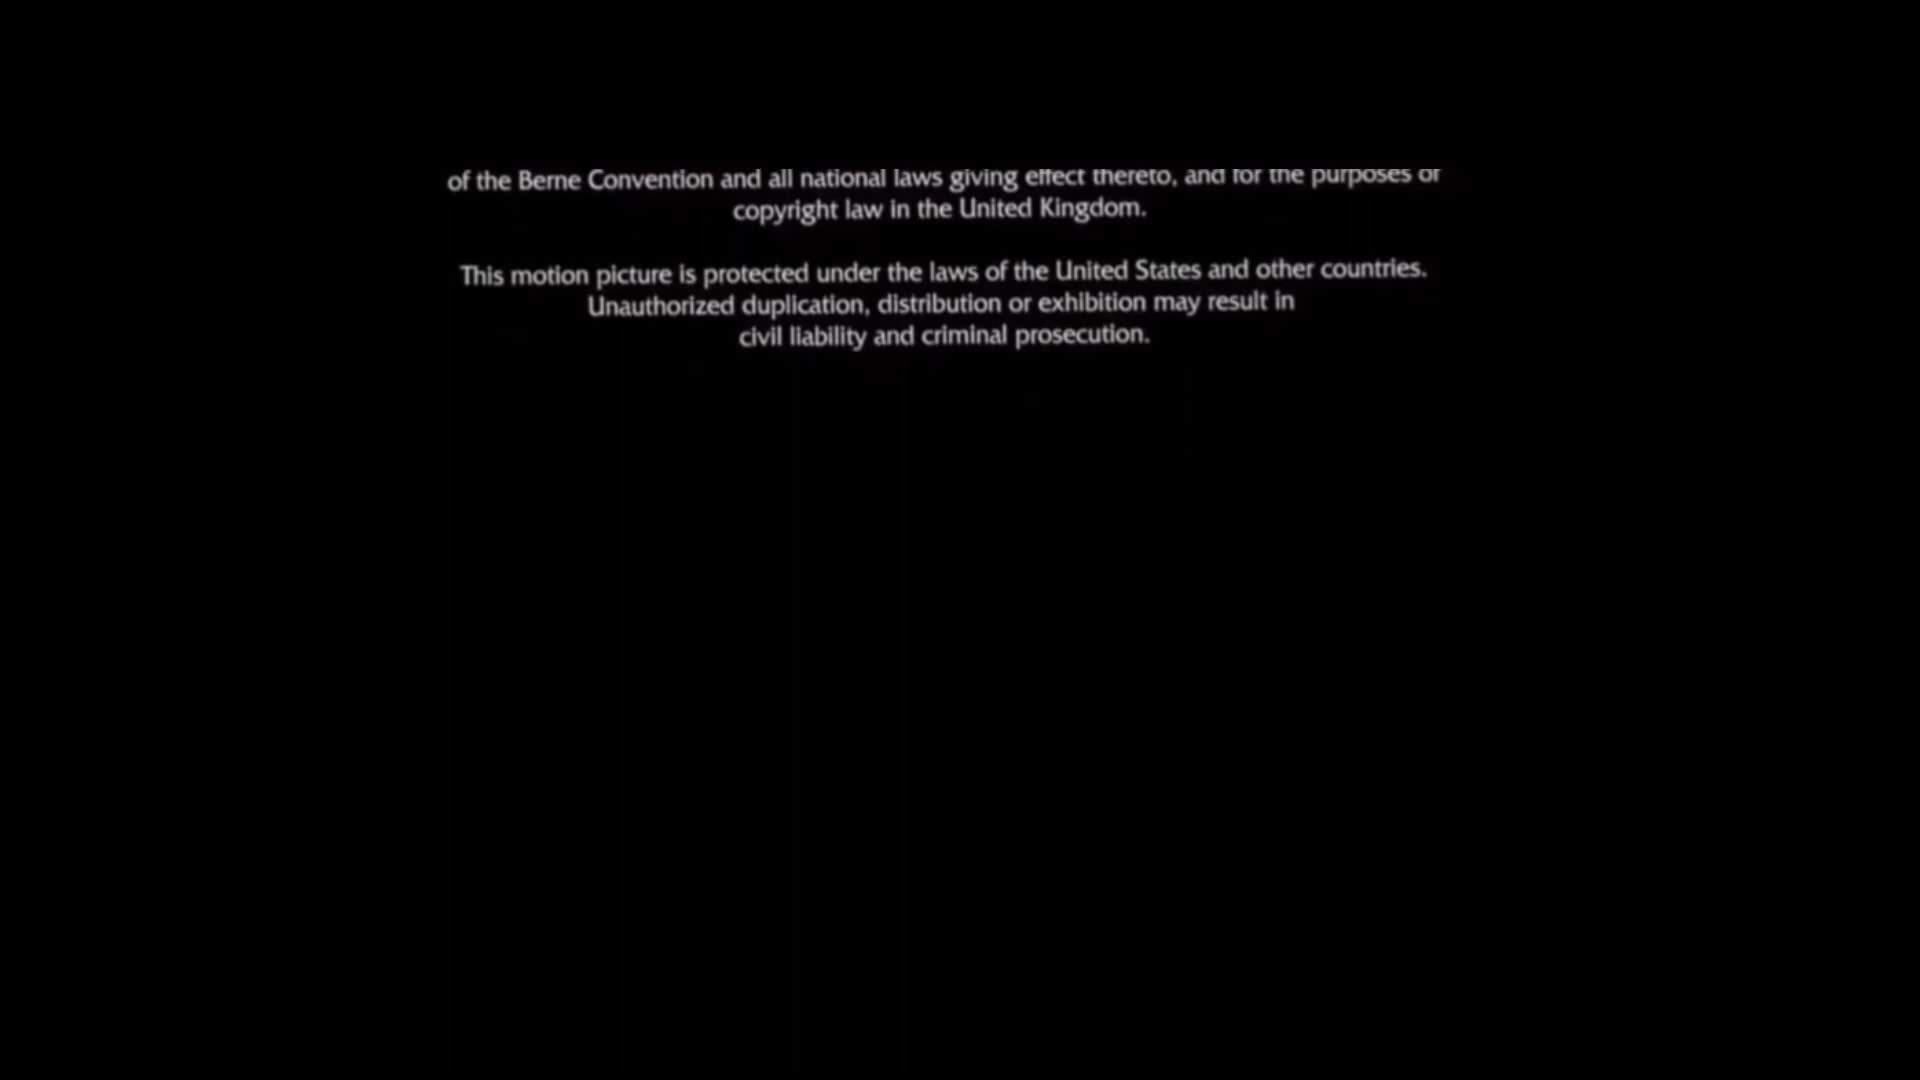 of the Berne Convention and all national laws giving effect thereto, and for the purposes of
copyright law in the United Kingdom.
This motion picture is protected under the laws of the United States and other countries.
Unauthorized duplication, distribution or exhibition may result in
civil liability and criminal prosecution.